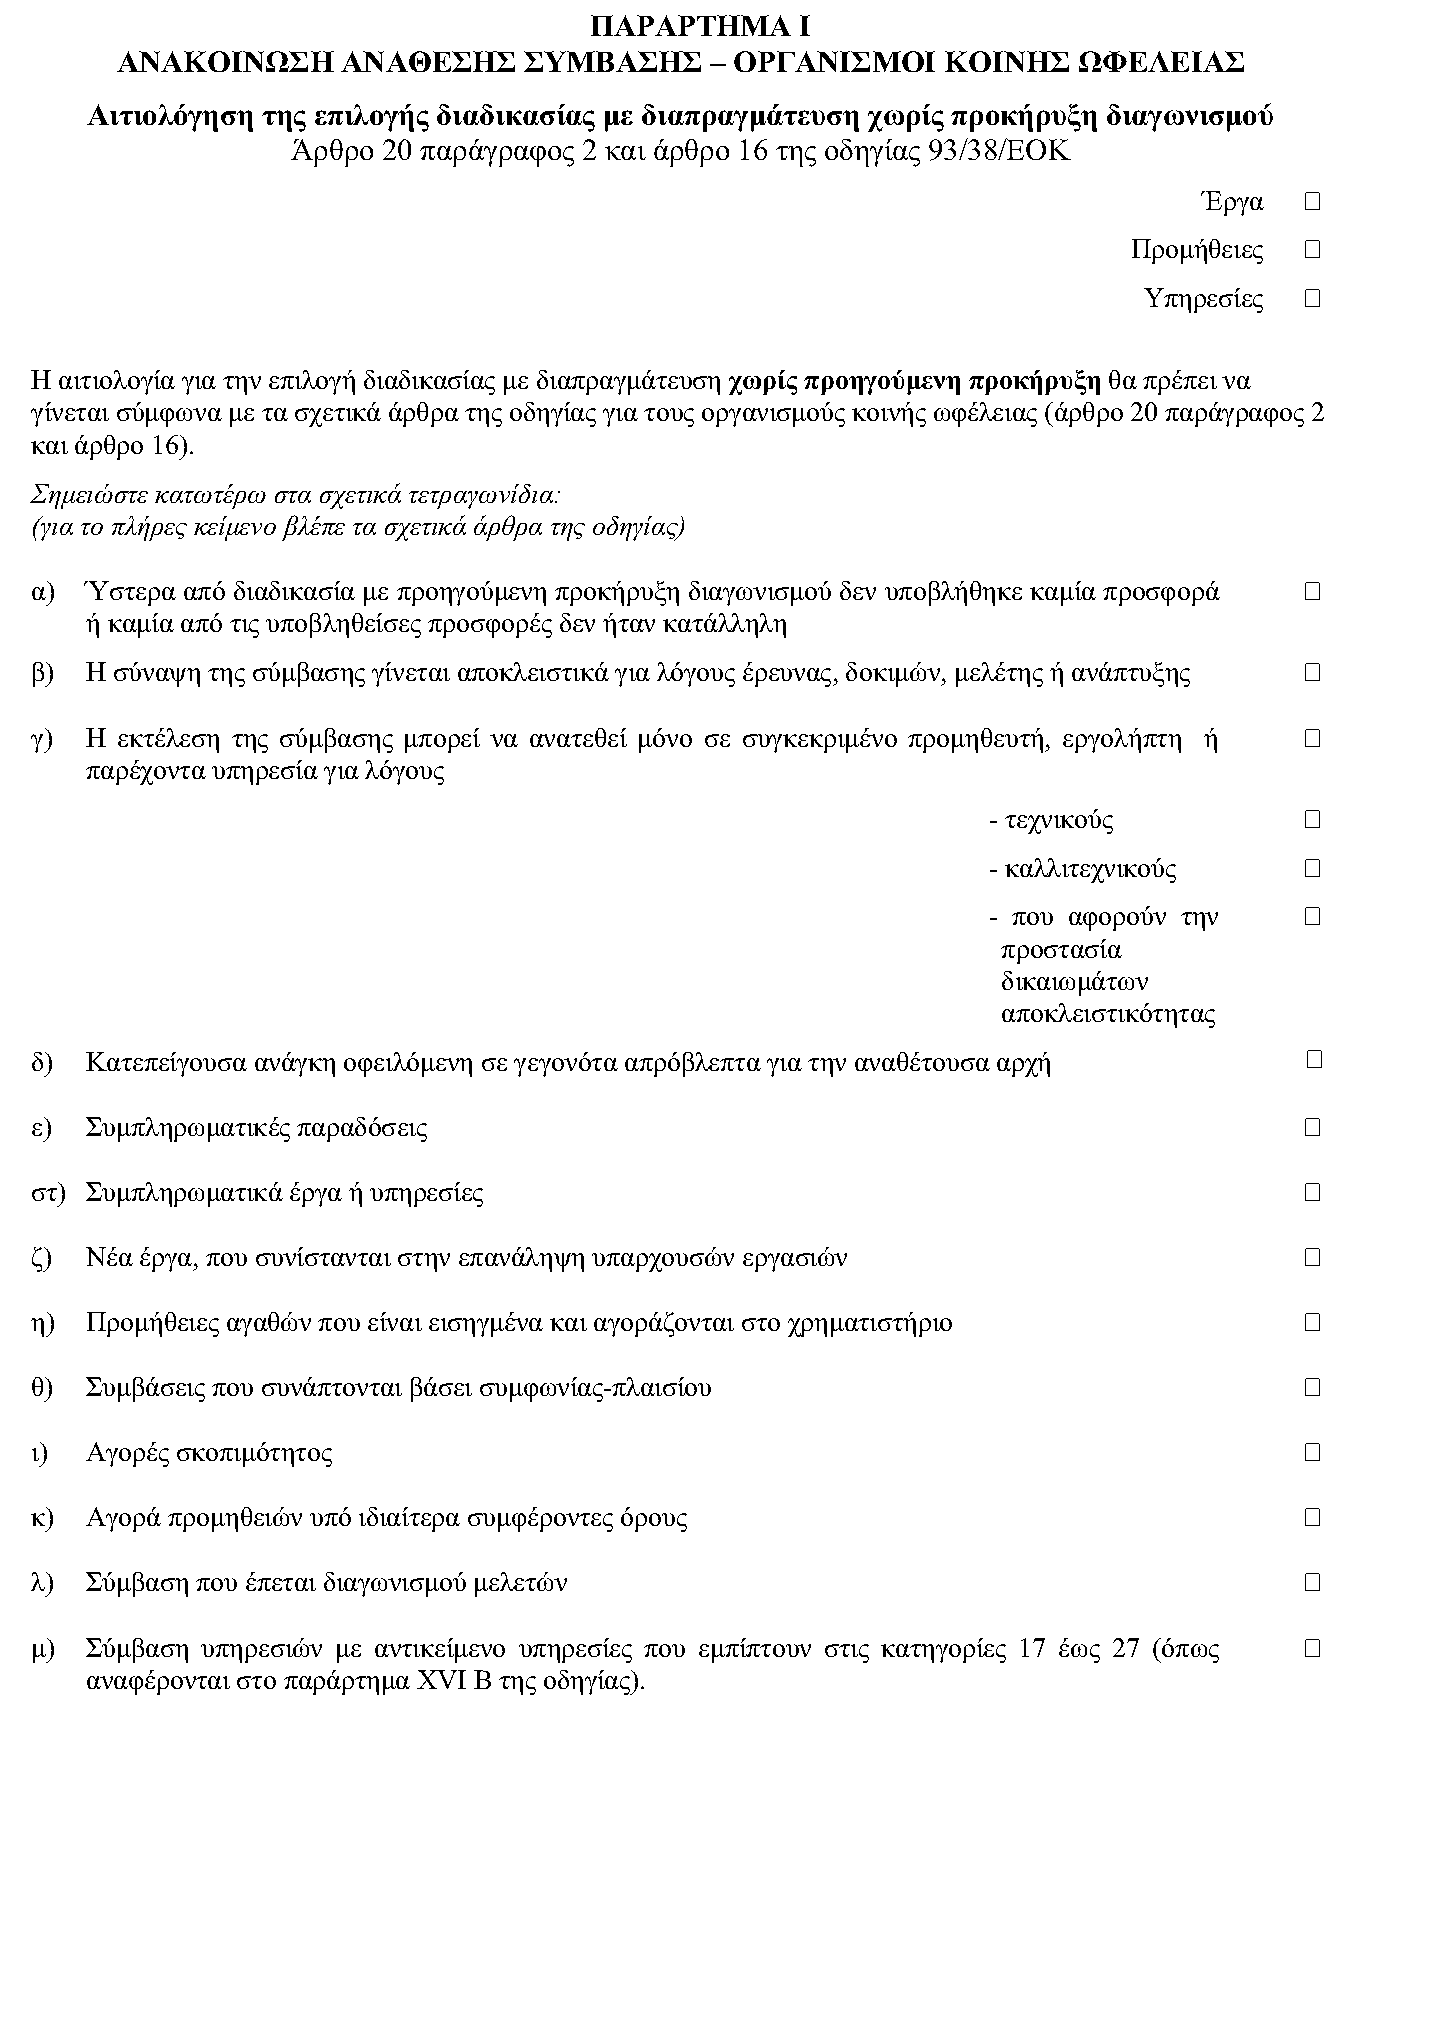 ΠΑΡΑΡΤΗΜΑ Ι
ΑΝΑΚΟΙΝΩΣΗ ΑΝΑΘΕΣΗΣ ΣΥΜΒΑΣΗΣ – ΟΡΓΑΝΙΣΜΟΙ ΚΟΙΝΗΣ ΩΦΕΛΕΙΑΣ
Αιτιολόγηση της επιλογής διαδικασίας με διαπραγμάτευση χωρίς προκήρυξη διαγωνισμού
Άρθρο 20 παράγραφος 2 και άρθρο 16 της οδηγίας 93/38/ΕΟΚ
Έργα □
Προμήθειες □
Υπηρεσίες □
Η αιτιολογία για την επιλογή διαδικασίας με διαπραγμάτευση χωρίς προηγούμενη προκήρυξη θα πρέπει να
γίνεται σύμφωνα με τα σχετικά άρθρα της οδηγίας για τους οργανισμούς κοινής ωφέλειας (άρθρο 20 παράγραφος 2
και άρθρο 16).
Σημειώστε κατωτέρω στα σχετικά τετραγωνίδια:
(για το πλήρες κείμενο βλέπε τα σχετικά άρθρα της οδηγίας)
α) Ύστερα από διαδικασία με προηγούμενη προκήρυξη διαγωνισμού δεν υποβλήθηκε καμία προσφορά □
ή καμία από τις υποβληθείσες προσφορές δεν ήταν κατάλληλη
β) Η σύναψη της σύμβασης γίνεται αποκλειστικά για λόγους έρευνας, δοκιμών, μελέτης ή ανάπτυξης □
γ) Η εκτέλεση της σύμβασης μπορεί να ανατεθεί μόνο σε συγκεκριμένο προμηθευτή, εργολήπτη ή □
παρέχοντα υπηρεσία για λόγους
- τεχνικούς □
- καλλιτεχνικούς □
- που αφορούν την □
προστασία
δικαιωμάτων
αποκλειστικότητας
δ) Κατεπείγουσα ανάγκη οφειλόμενη σε γεγονότα απρόβλεπτα για την αναθέτουσα αρχή □
ε) Συμπληρωματικές παραδόσεις □
στ) Συμπληρωματικά έργα ή υπηρεσίες □
ζ) Νέα έργα, που συνίστανται στην επανάληψη υπαρχουσών εργασιών □
η) Προμήθειες αγαθών που είναι εισηγμένα και αγοράζονται στο χρηματιστήριο □
θ) Συμβάσεις που συνάπτονται βάσει συμφωνίας-πλαισίου □
ι) Αγορές σκοπιμότητος □
κ) Αγορά προμηθειών υπό ιδιαίτερα συμφέροντες όρους □
λ) Σύμβαση που έπεται διαγωνισμού μελετών □
μ) Σύμβαση υπηρεσιών με αντικείμενο υπηρεσίες που εμπίπτουν στις κατηγορίες 17 έως 27 (όπως □
αναφέρονται στο παράρτημα XVI B της οδηγίας).